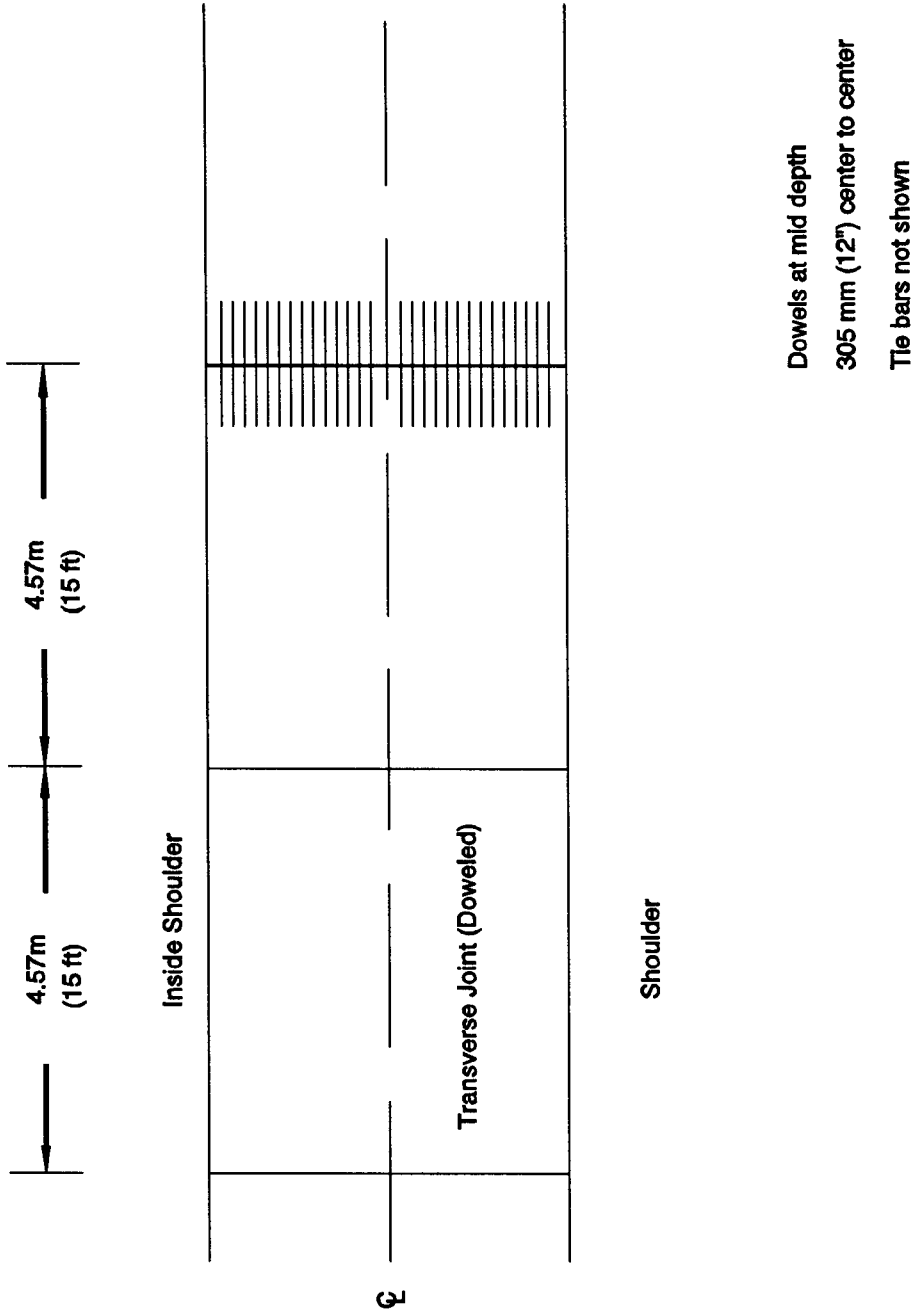 4.57m
(15 ft)
4.57m
(15 ft)
Inside Shoulder
℄
Transverse Joint (Doweled)
Shoulder
Dowels at mid depth
305 mm (12") center to center
Tie bars not shown